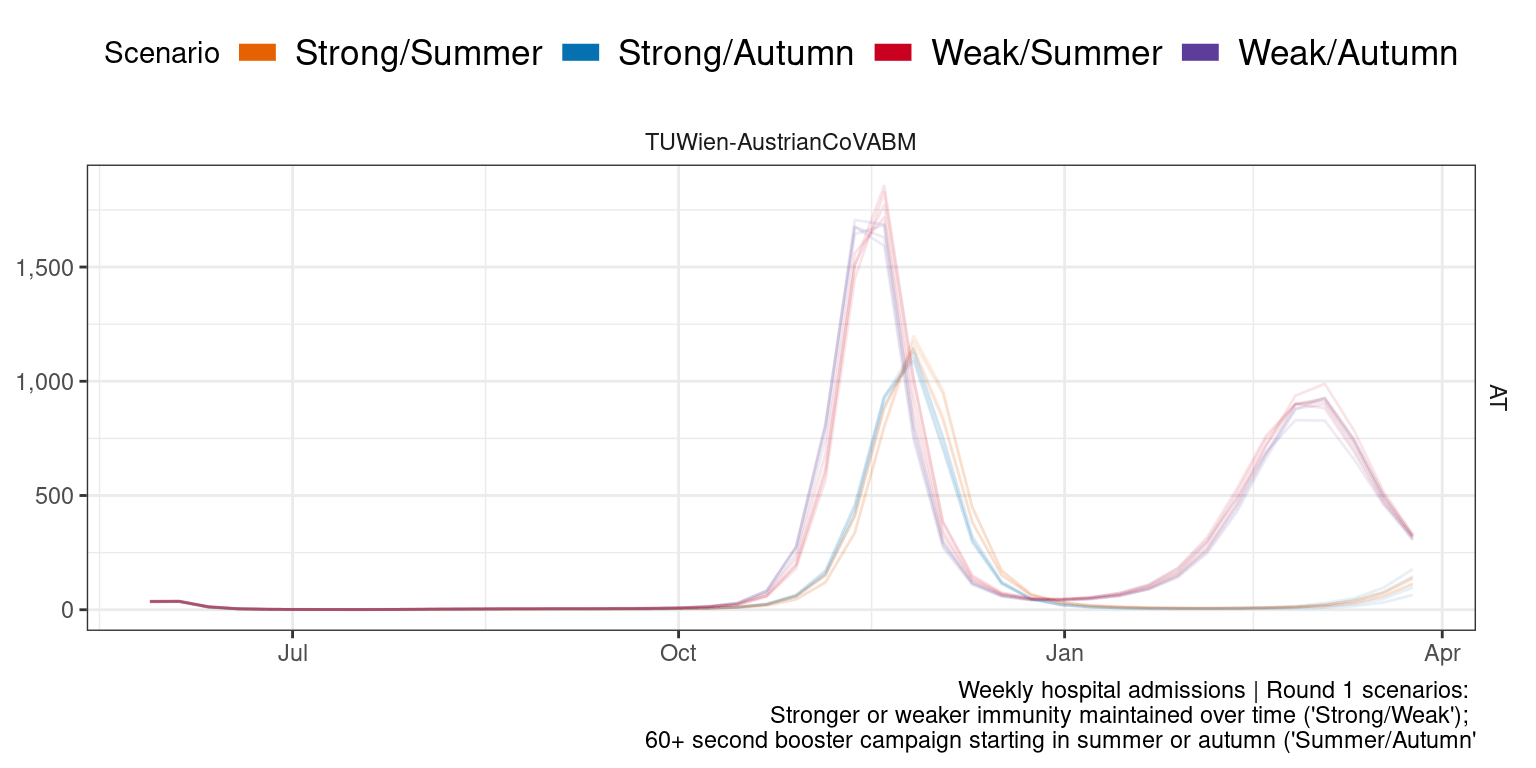 Scenario Strong/Summer Strong/Autumn Weak/Summer Weak/Autumn
TUWien-AustrianCoVABM
1,500
1,000
500
0
AT
Jul Oct Jan Apr
Weekly hospital admissions | Round 1 scenarios:
Stronger or weaker immunity maintained over time ('Strong/Weak');
60+ second booster campaign starting in summer or autumn ('Summer/Autumn'